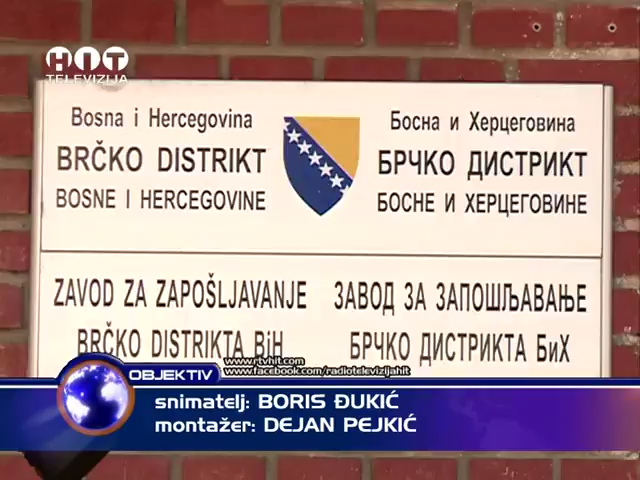 HIT
TELEVIZIJA
Bosna i Hercegovina
BRČKO DISTRIKT
BOSNE I HERCEGOVINE
Босна и Херцеговина
БРЧКО ДИСТРИКТ
БОСНЕ И ХЕРЦЕГОВИНЕ
ZAVOD ZA ZAPOŠLJAVANJE
BRČKO DISTRIKTA BiH
ЗАВОД ЗА ЗАПОШЉАВАЊЕ
БРЧКО ДИСТРИКТА БиХ
www.rtvhit.com
www.facebook.com/radiotelevizijahit
OBJEKTIV
snimatelj: BORIS ĐUKIĆ
montažer: DEJAN PEJKIĆ